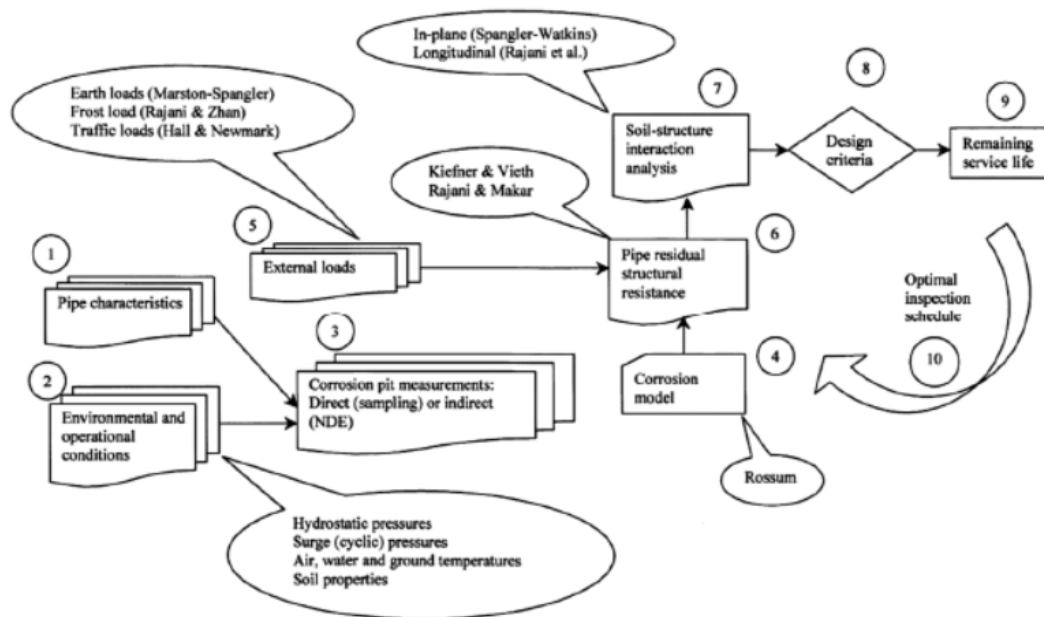 In-plane (Spangler-Watkins)
Longitudinal (Rajani et al.)
Earth loads (Marston-Spangler)
Frost load (Rajani & Zhan)
Traffic loads (Hall & Newmark)
8
7
9
Soil-structure
interaction
analysis
Design
criteria
Remaining
service life
Kiefner & Vieth
Rajani & Makar
5
6
1
External loads
Pipe residual
structural
resistance
Pipe characteristics
Optimal
inspection
schedule
3
4
10
2
Corrosion pit measurements:
Direct (sampling) or indirect
(NDE)
Corrosion
model
Environmental and
operational
conditions
Rossum
Hydrostatic pressures
Surge (cyclic) pressures
Air, water and ground temperatures
Soil properties